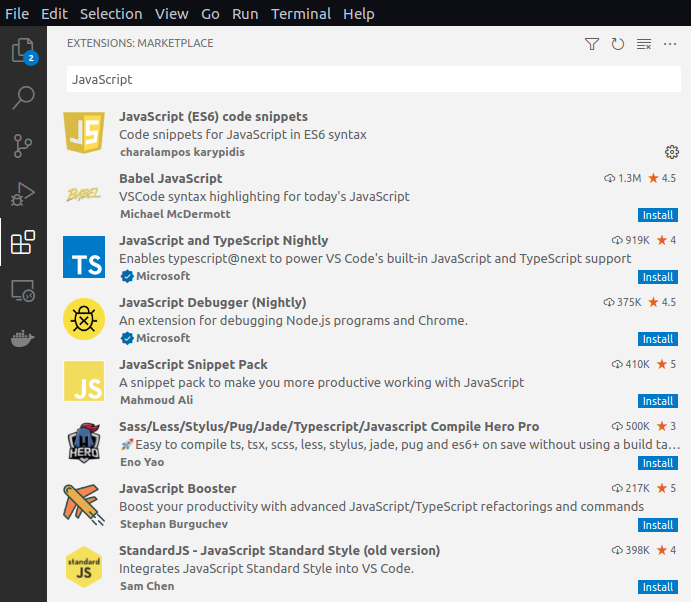 File Edit Selection View Go Run Terminal Help
EXTENSIONS: MARKETPLACE
2
JavaScript
JS
JavaScript (ES6) code snippets
Code snippets for JavaScript in ES6 syntax
charalampos karypidis
BABEL
Babel JavaScript 1.3M 4.5
VSCode syntax highlighting for today's JavaScript
Michael McDermott Install
TS
JavaScript and TypeScript Nightly 919K 4
Enables typescript@next to power VS Code's built-in JavaScript and TypeScript support
Microsoft Install
JavaScript Debugger (Nightly) 375K 4.5
An extension for debugging Node.js programs and Chrome.
Microsoft Install
JS
JavaScript Snippet Pack 410K 5
A snippet pack to make you more productive working with JavaScript
Mahmoud Ali Install
HERO
Sass/Less/Stylus/Pug/Jade/Typescript/Javascript Compile Hero Pro 500K 3
🚀Easy to compile ts, tsx, scss, less, stylus, jade, pug and es6+ on save without using a build ta...
Eno Yao Install
JavaScript Booster 217K 5
Boost your productivity with advanced JavaScript/TypeScript refactorings and commands
Stephan Burguchev Install
standard
JS
StandardJS - JavaScript Standard Style (old version) 398K 4
Integrates JavaScript Standard Style into VS Code.
Sam Chen Install